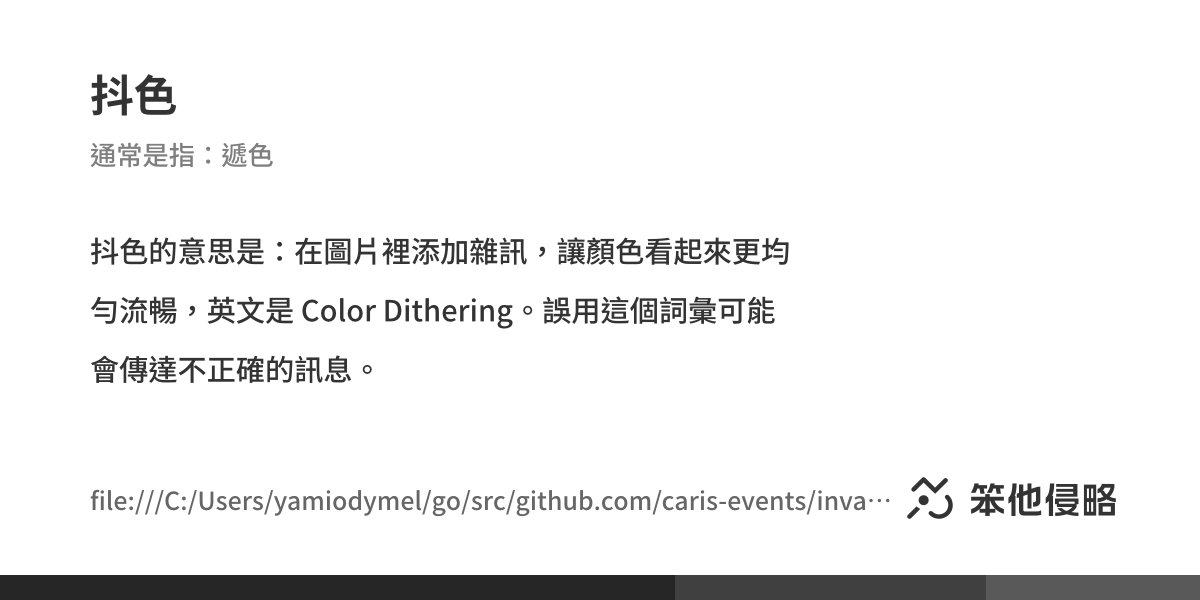 抖色
通常是指：遞色
抖色的意思是：在圖片裡添加雜訊，讓顏色看起來更均
勻流暢，英文是 Color Dithering。誤用這個詞彙可能
會傳達不正確的訊息。
file:///C:/Users/yamiodymel/go/src/github.com/caris-events/inva⋯
笨他侵略